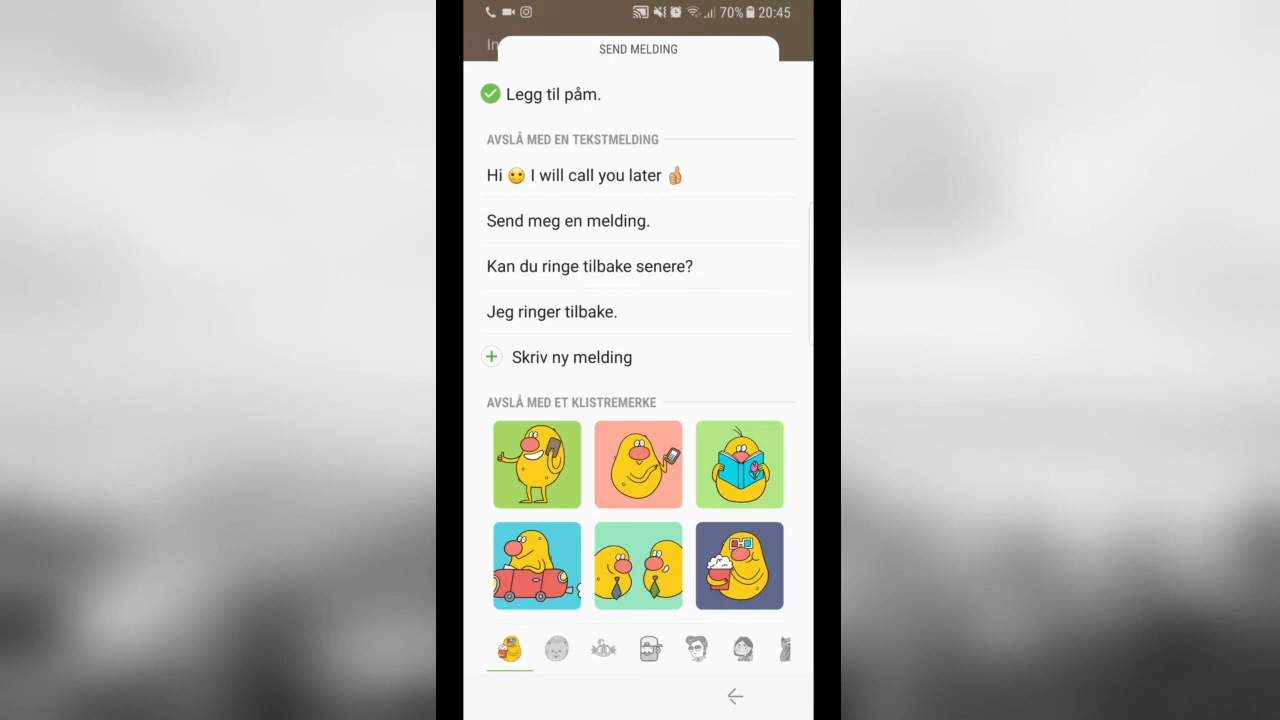 70% 20:45
In
SEND MELDING
Legg til påm.
AVSLÅ MED EN TEKSTMELDING
Hi 🙂 I will call you later 👍
Send meg en melding.
Kan du ringe tilbake senere?
Jeg ringer tilbake.
Skriv ny melding
AVSLÅ MED ET KLISTREMERKE